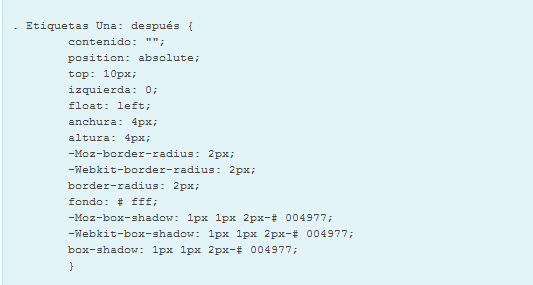 . Etiquetas Una: después {
contenido: "";
position: absolute;
top: 10px;
izquierda: 0;
float: left;
anchura: 4px;
altura: 4px;
-Moz-border-radius: 2px;
-Webkit-border-radius: 2px;
border-radius: 2px;
fondo: # fff;
-Moz-box-shadow: 1px 1px 2px-# 004977;
-Webkit-box-shadow: 1px 1px 2px-# 004977;
box-shadow: 1px 1px 2px-# 004977;
}